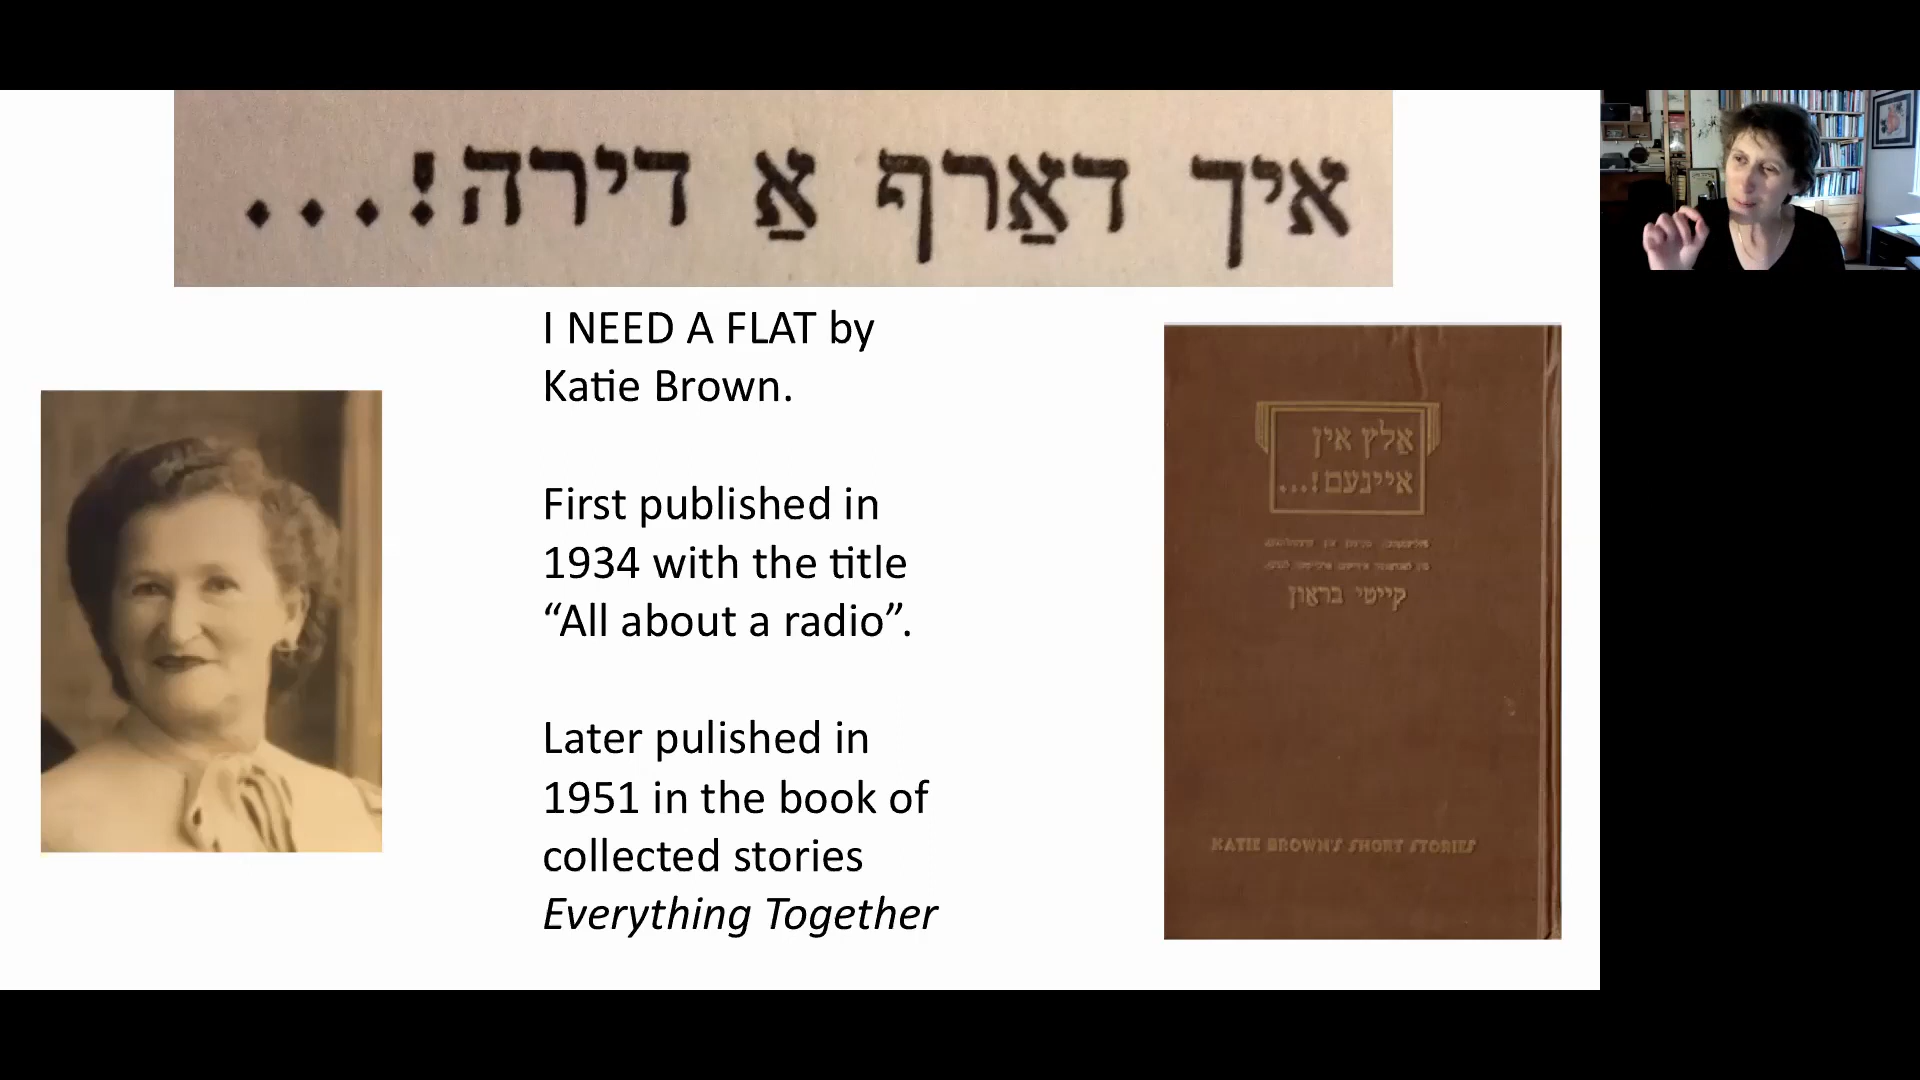 איך דאַרף אַ דירה!...
I NEED A FLAT by
Katie Brown.
First published in
1934 with the title
“All about a radio”.
Later pulished in
1951 in the book of
collected stories
Everything Together
אַלץ אין
איינעם!...
קייטי בראַון
KATIE BROWN'S SHORT STORIES